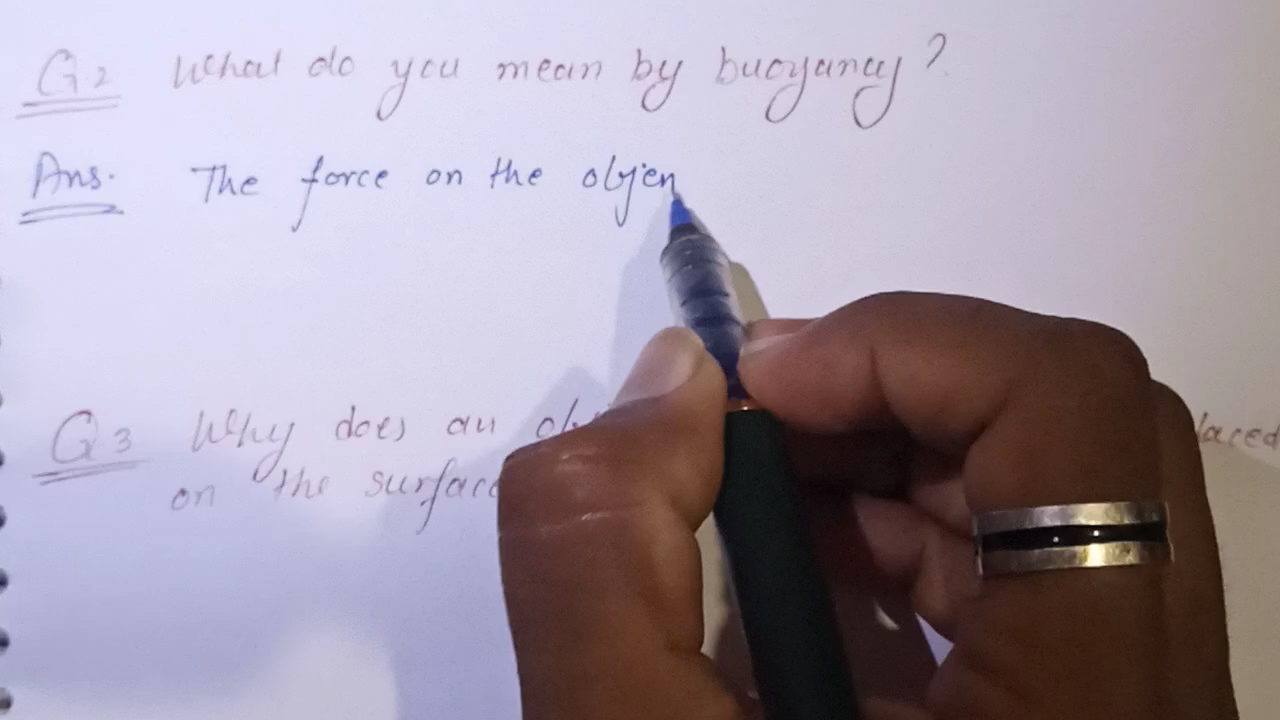 Q2 What do you mean by buoyancy?
Ans. The force on the objen
Q3 Why does an
on the